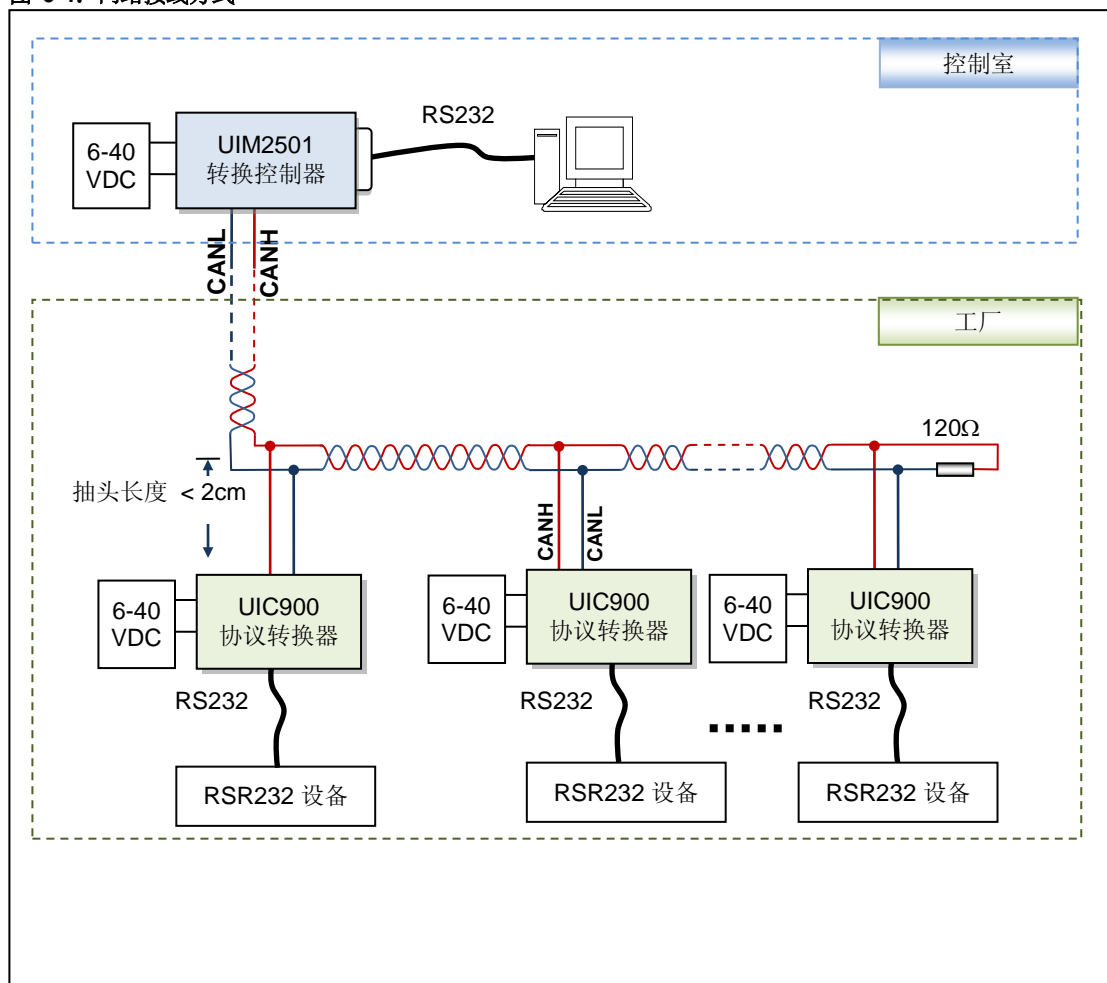 控制室
RS232
6-40
VDC
UIM2501
转换控制器
CANL
CANH
工厂
120Ω
抽头长度 < 2cm
CANH
CANL
6-40
VDC
UIC900
协议转换器
6-40
VDC
UIC900
协议转换器
6-40
VDC
UIC900
协议转换器
RS232
RS232
RS232
RSR232 设备
RSR232 设备
RSR232 设备